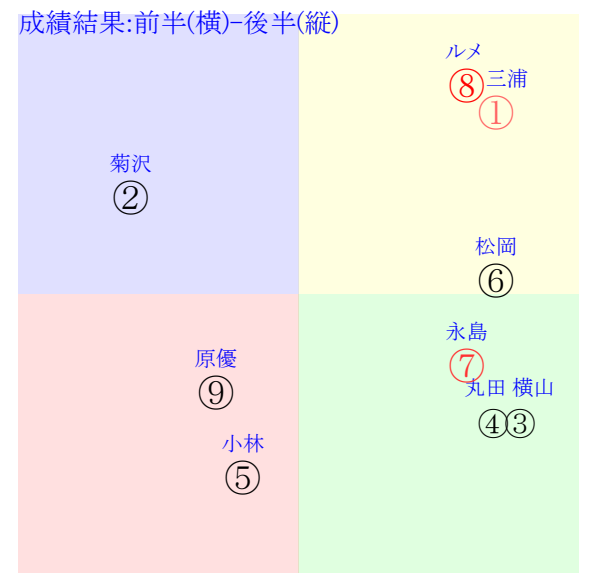 成績結果:前半(横)-後半(縦)
ルメ
⑧
三浦
①
菊沢
②
松岡
⑥
永島
⑦
丸田 横山
④③
原優
⑨
小林
⑤